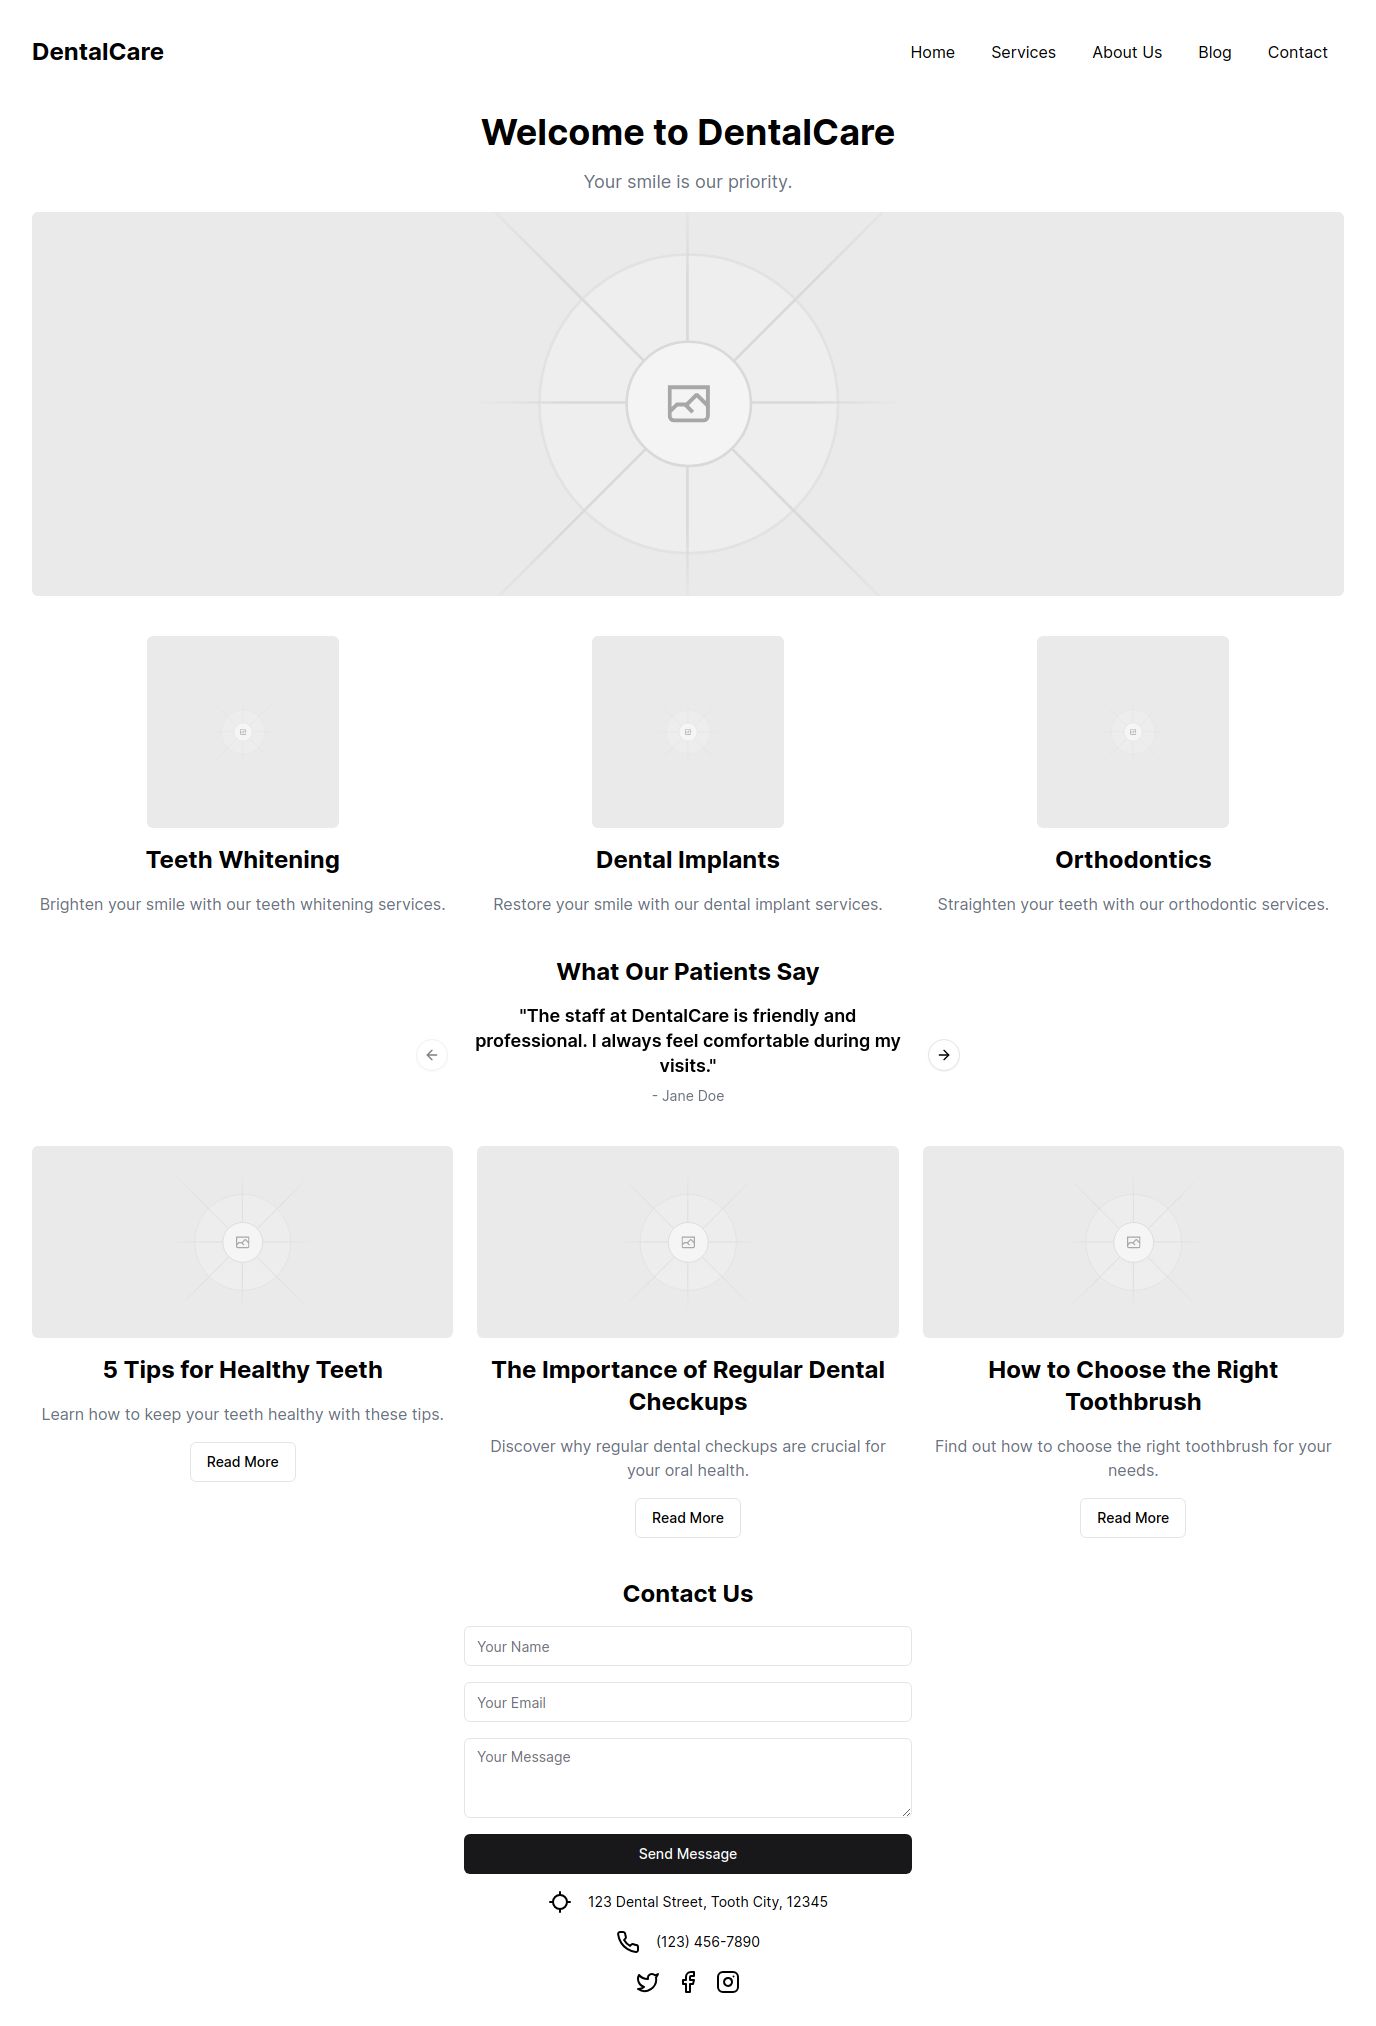 DentalCare
Home Services About Us Blog Contact
Welcome to DentalCare
Your smile is our priority.
Teeth Whitening
Brighten your smile with our teeth whitening services.
Dental Implants
Restore your smile with our dental implant services.
Orthodontics
Straighten your teeth with our orthodontic services.
What Our Patients Say
"The staff at DentalCare is friendly and
professional. I always feel comfortable during my
visits."
- Jane Doe
5 Tips for Healthy Teeth
Learn how to keep your teeth healthy with these tips.
Read More
The Importance of Regular Dental
Checkups
Discover why regular dental checkups are crucial for
your oral health.
Read More
How to Choose the Right
Toothbrush
Find out how to choose the right toothbrush for your
needs.
Read More
Contact Us
Your Name
Your Email
Your Message
Send Message
123 Dental Street, Tooth City, 12345
(123) 456-7890